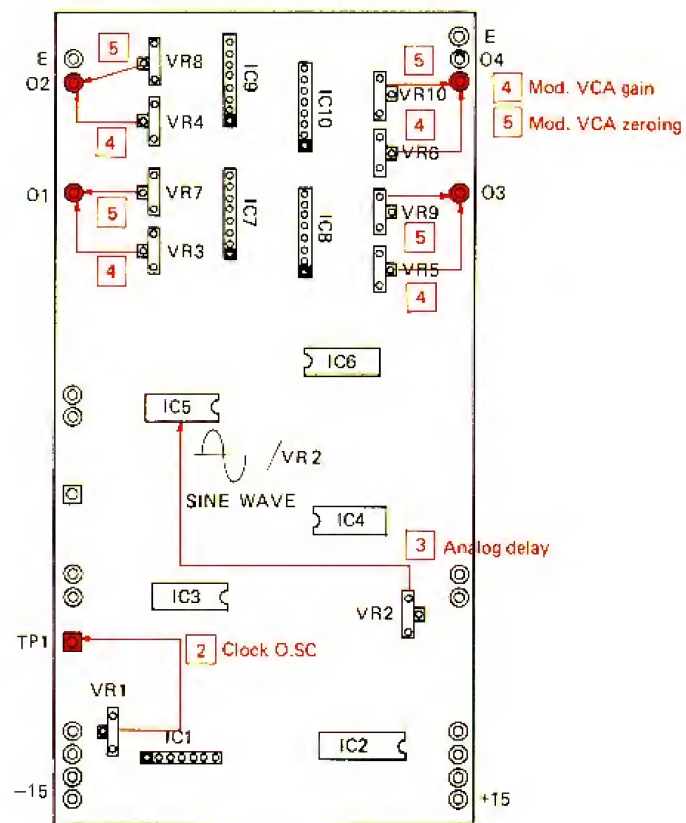 E
E
5
VR8
IC9
O4
O2
IC10
5
VR10
4 Mod. VCA gain
VR4
4
4
VR6
5 Mod. VCA zeroing
O1
VR7
IC7
IC8
O3
5
VR9
VR3
5
4
VR5
4
IC6
IC5
/VR2
SINE WAVE
IC4
3 Analog delay
IC3
VR2
TP1
2 Clock O.SC
VR1
IC1
IC2
-15
+15